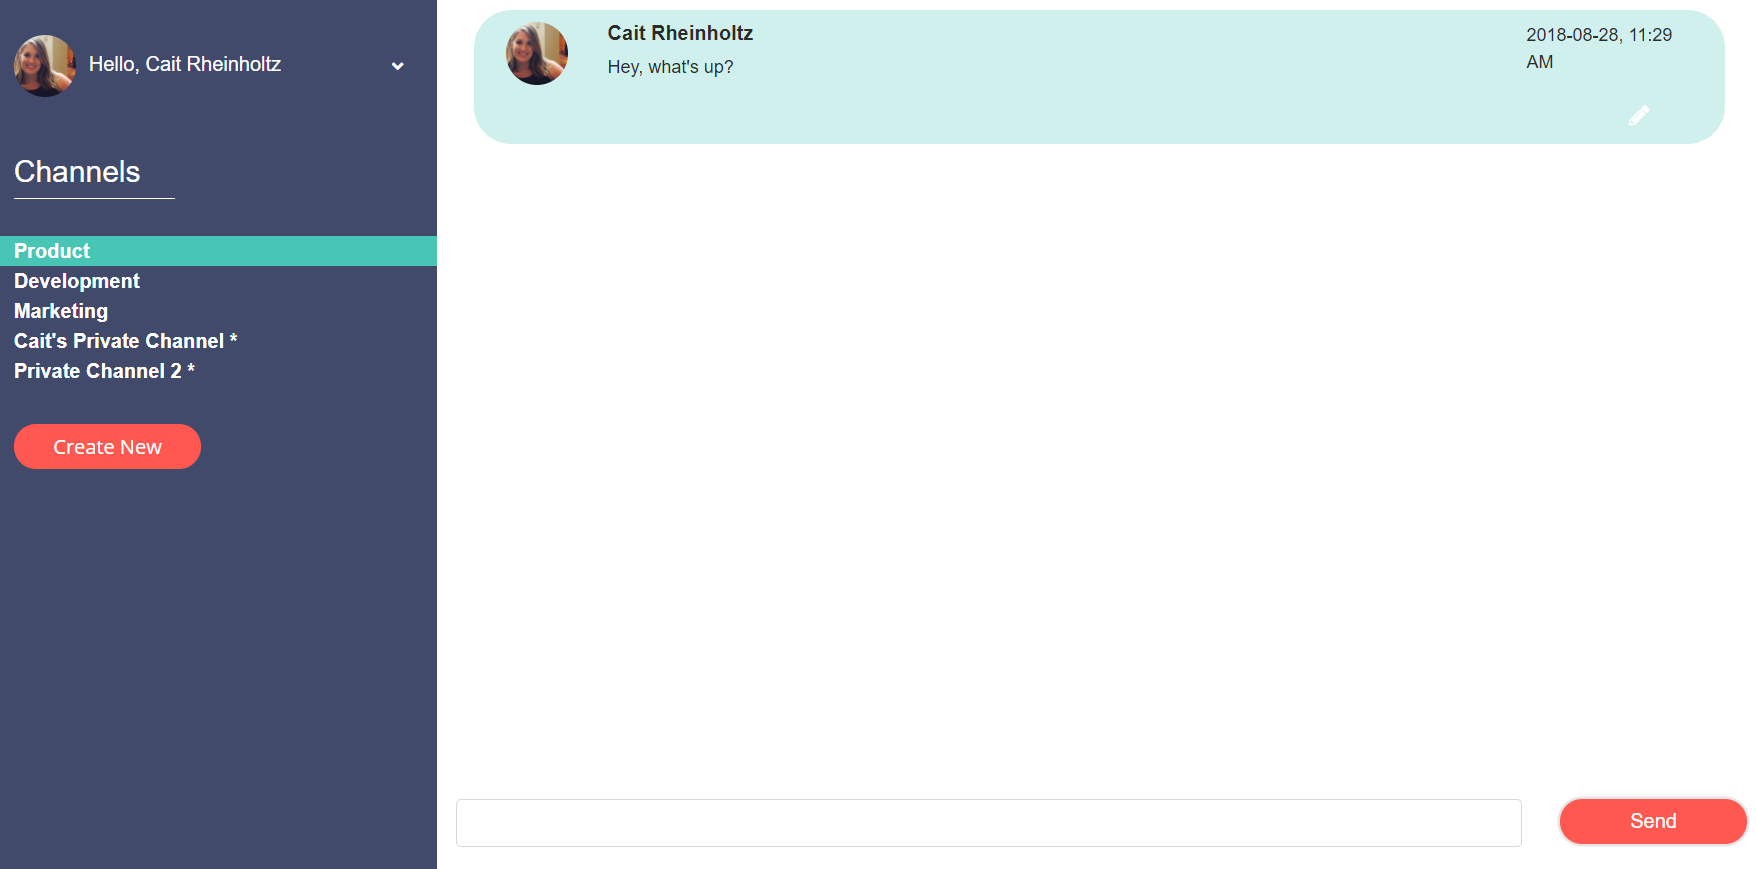 Hello, Cait Rheinholtz
Channels
Product
Development
Marketing
Cait's Private Channel *
Private Channel 2 *
Create New
Cait Rheinholtz
Hey, what's up?
2018-08-28, 11:29
AM
Send